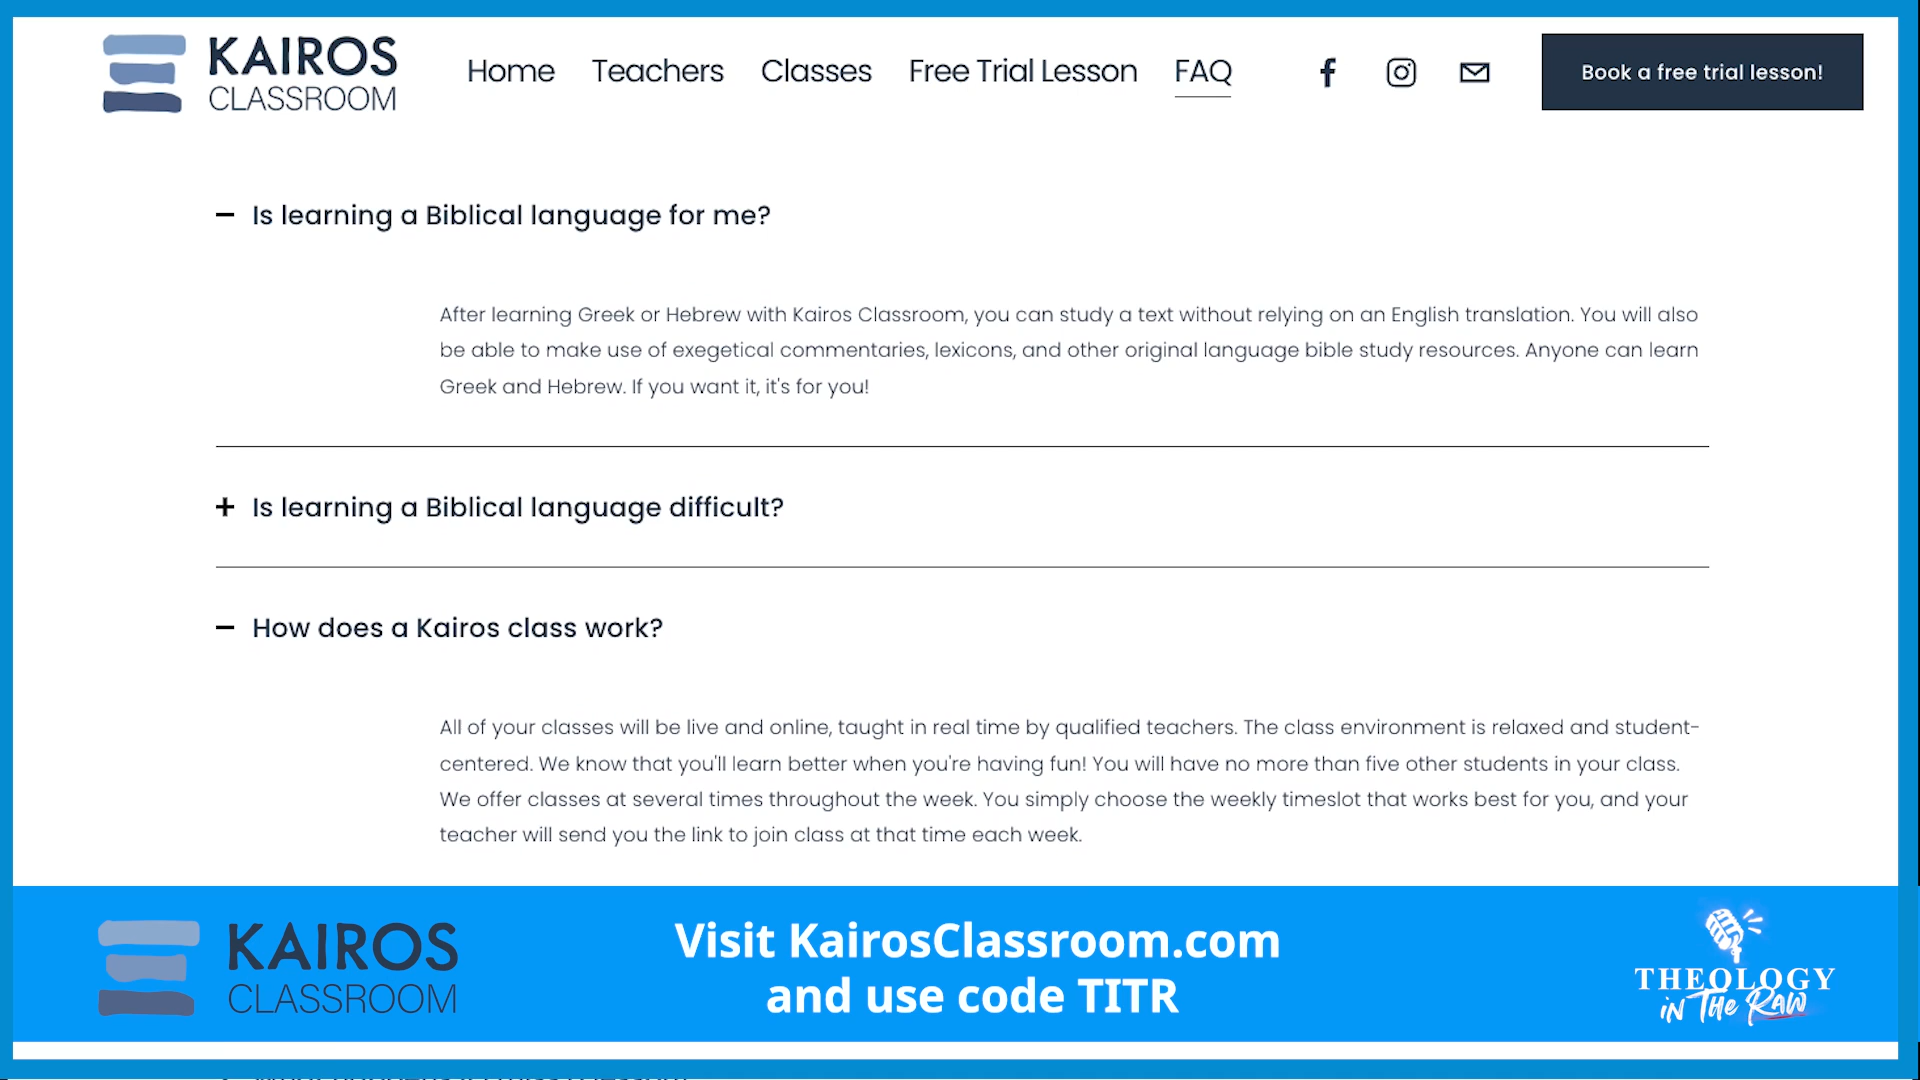 KAIROS
CLASSROOM
Home Teachers Classes Free Trial Lesson FAQ
Book a free trial lesson!
Is learning a Biblical language for me?
After learning Greek or Hebrew with Kairos Classroom, you can study a text without relying on an English translation. You will also
be able to make use of exegetical commentaries, lexicons, and other original language bible study resources. Anyone can learn
Greek and Hebrew. If you want it, it's for you!
Is learning a Biblical language difficult?
How does a Kairos class work?
All of your classes will be live and online, taught in real time by qualified teachers. The class environment is relaxed and student-
centered. We know that you'll learn better when you're having fun! You will have no more than five other students in your class.
We offer classes at several times throughout the week. You simply choose the weekly timeslot that works best for you, and your
teacher will send you the link to join class at that time each week.
KAIROS
CLASSROOM
Visit KairosClassroom.com
and use code TITR
THEOLOGY
in The Raw